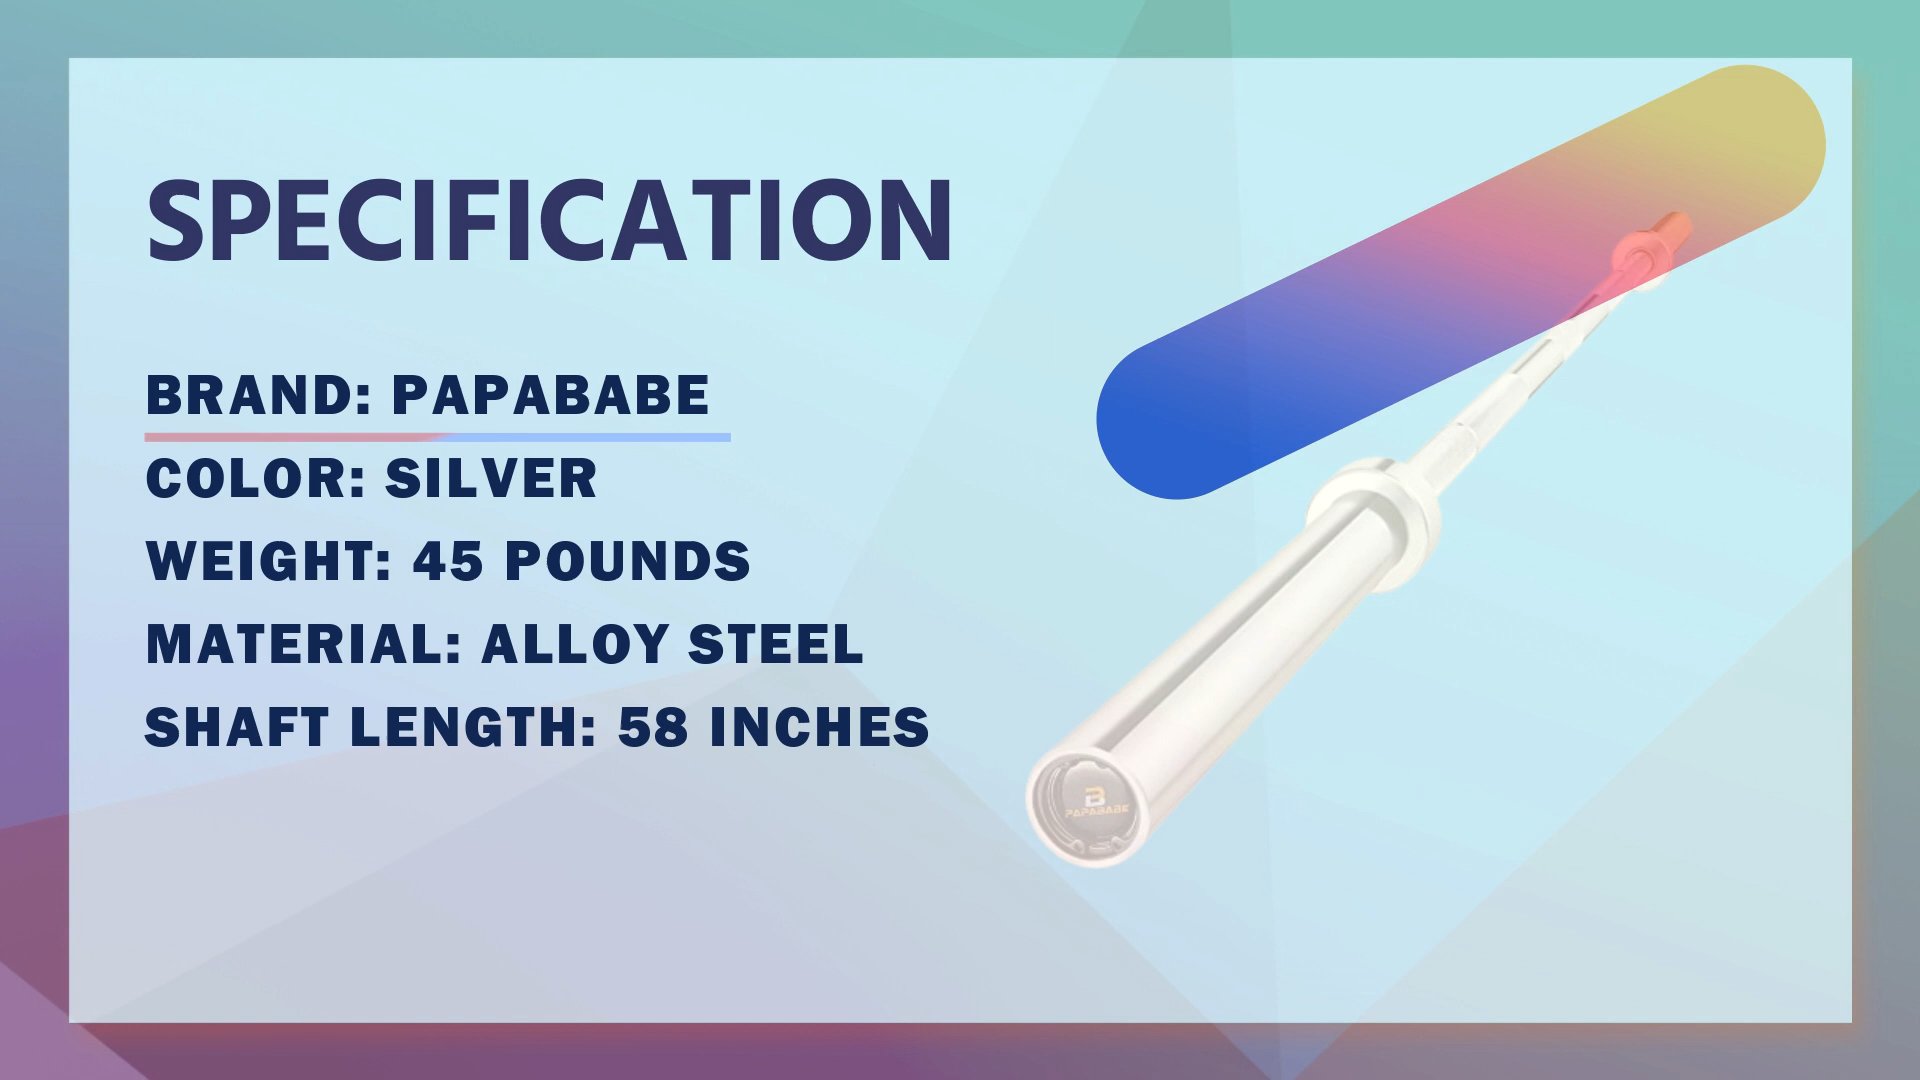 SPECIFICATION
BRAND: PAPABABE
COLOR: SILVER
WEIGHT: 45 POUNDS
MATERIAL: ALLOY STEEL
SHAFT LENGTH: 58 INCHES
B
PAPABABE